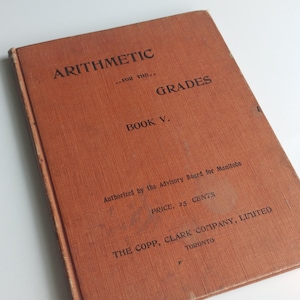 ARITHMETIC
..FOR THE..
GRADES
BOOK V.
Authorized by the Advisory Board for Manitoba
PRICE, 25 CENTS
THE COPP, CLARK COMPANY, LIMITED
TORONTO